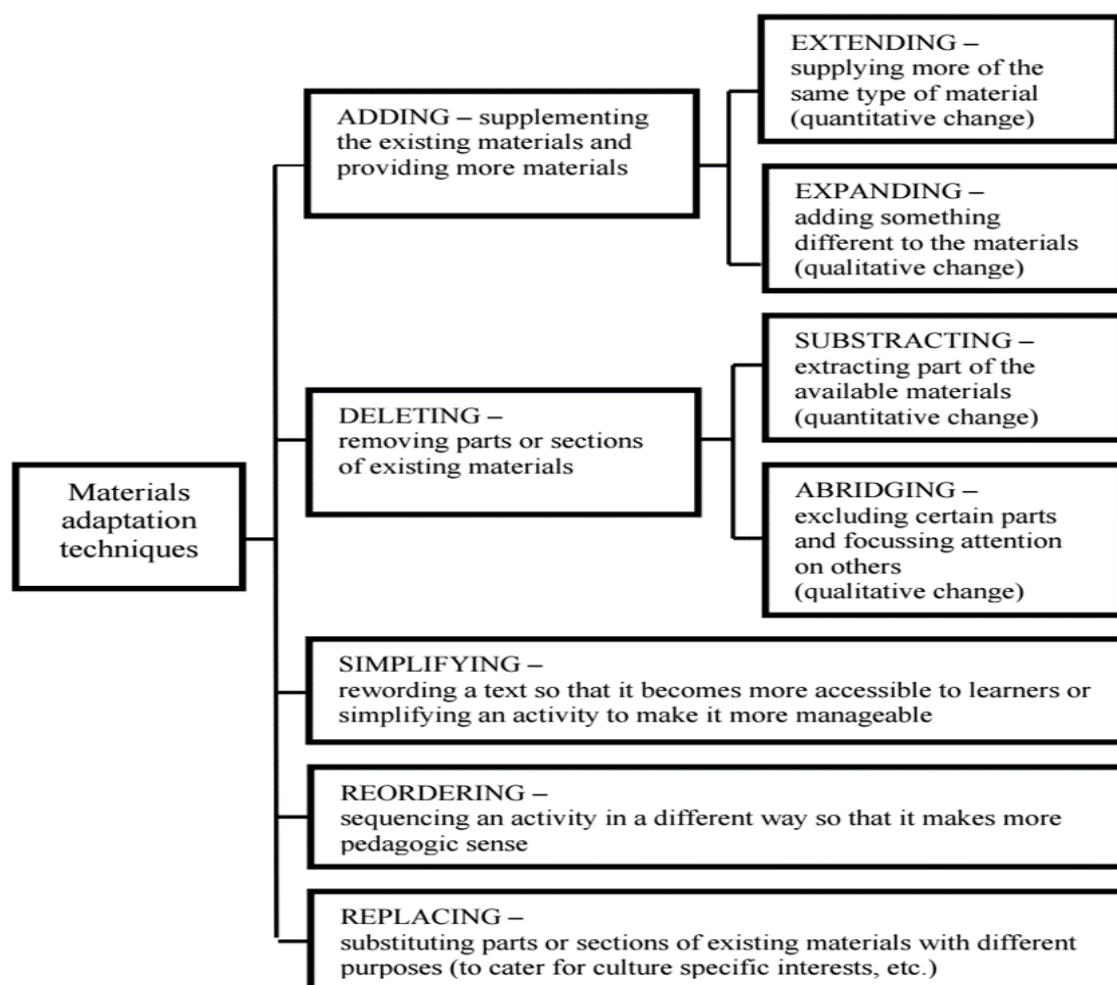 Materials
adaptation
techniques
ADDING – supplementing
the existing materials and
providing more materials
EXTENDING –
supplying more of the
same type of material
(quantitative change)
EXPANDING –
adding something
different to the materials
(qualitative change)
DELETING –
removing parts or sections
of existing materials
SUBSTRACTING –
extracting part of the
available materials
(quantitative change)
ABRIDGING –
excluding certain parts
and focussing attention
on others
(qualitative change)
SIMPLIFYING –
rewording a text so that it becomes more accessible to learners or
simplifying an activity to make it more manageable
REORDERING –
sequencing an activity in a different way so that it makes more
pedagogic sense
REPLACING –
substituting parts or sections of existing materials with different
purposes (to cater for culture specific interests, etc.)